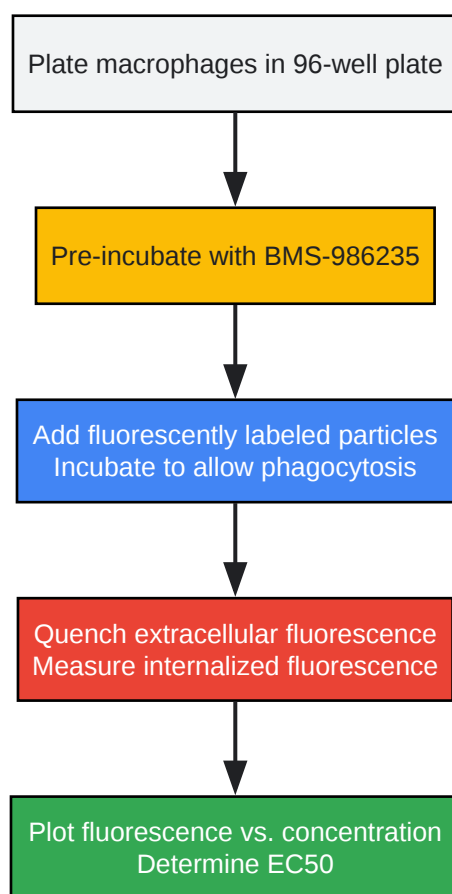 Plate macrophages in 96-well plate
Pre-incubate with BMS-986235
Add fluorescently labeled particles
Incubate to allow phagocytosis
Quench extracellular fluorescence
Measure internalized fluorescence
Plot fluorescence vs. concentration
Determine EC50